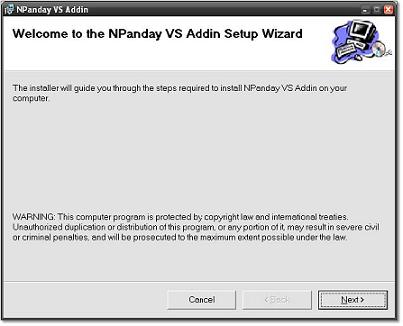 NPanday VS Addin
Welcome to the NPanday VS Addin Setup Wizard
The installer will guide you through the steps required to install NPanday VS Addin on your
computer.
WARNING: This computer program is protected by copyright law and international treaties.
Unauthorized duplication or distribution of this program, or any portion of it, may result in severe civil
or criminal penalties, and will be prosecuted to the maximum extent possible under the law.
Cancel
< Back
Next >